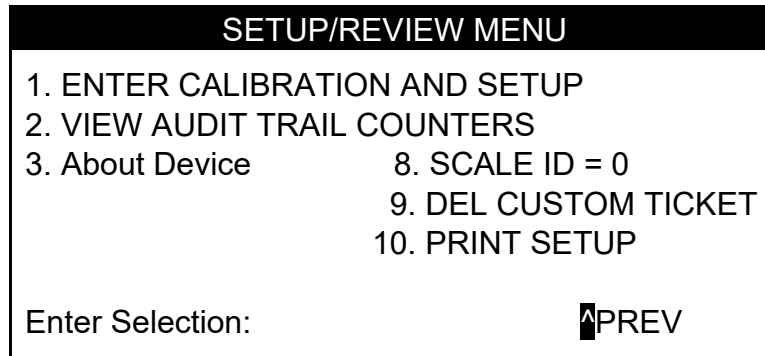 SETUP/REVIEW MENU
1. ENTER CALIBRATION AND SETUP
2. VIEW AUDIT TRAIL COUNTERS
3. About Device 8. SCALE ID = 0
9. DEL CUSTOM TICKET
10. PRINT SETUP
Enter Selection: ^PREV